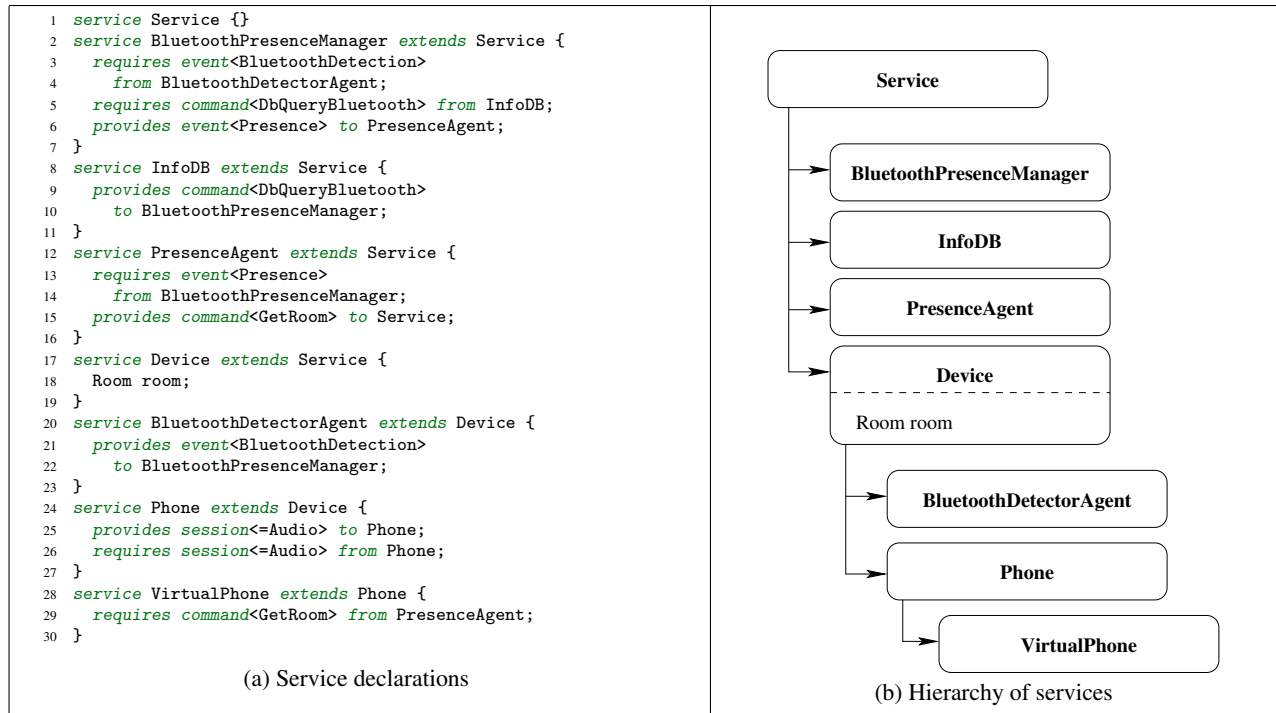 1 service Service {}
2 service BluetoothPresenceManager extends Service {
3 requires event<BluetoothDetection>
4 from BluetoothDetectorAgent;
5 requires command<DbQueryBluetooth> from InfoDB;
6 provides event<Presence> to PresenceAgent;
7 }
8 service InfoDB extends Service {
9 provides command<DbQueryBluetooth>
10 to BluetoothPresenceManager;
11 }
12 service PresenceAgent extends Service {
13 requires event<Presence>
14 from BluetoothPresenceManager;
15 provides command<GetRoom> to Service;
16 }
17 service Device extends Service {
18 Room room;
19 }
20 service BluetoothDetectorAgent extends Device {
21 provides event<BluetoothDetection>
22 to BluetoothPresenceManager;
23 }
24 service Phone extends Device {
25 provides session<=Audio> to Phone;
26 requires session<=Audio> from Phone;
27 }
28 service VirtualPhone extends Phone {
29 requires command<GetRoom> from PresenceAgent;
30 }
(a) Service declarations
Service
BluetoothPresenceManager
InfoDB
PresenceAgent
Device
Room room
BluetoothDetectorAgent
Phone
VirtualPhone
(b) Hierarchy of services